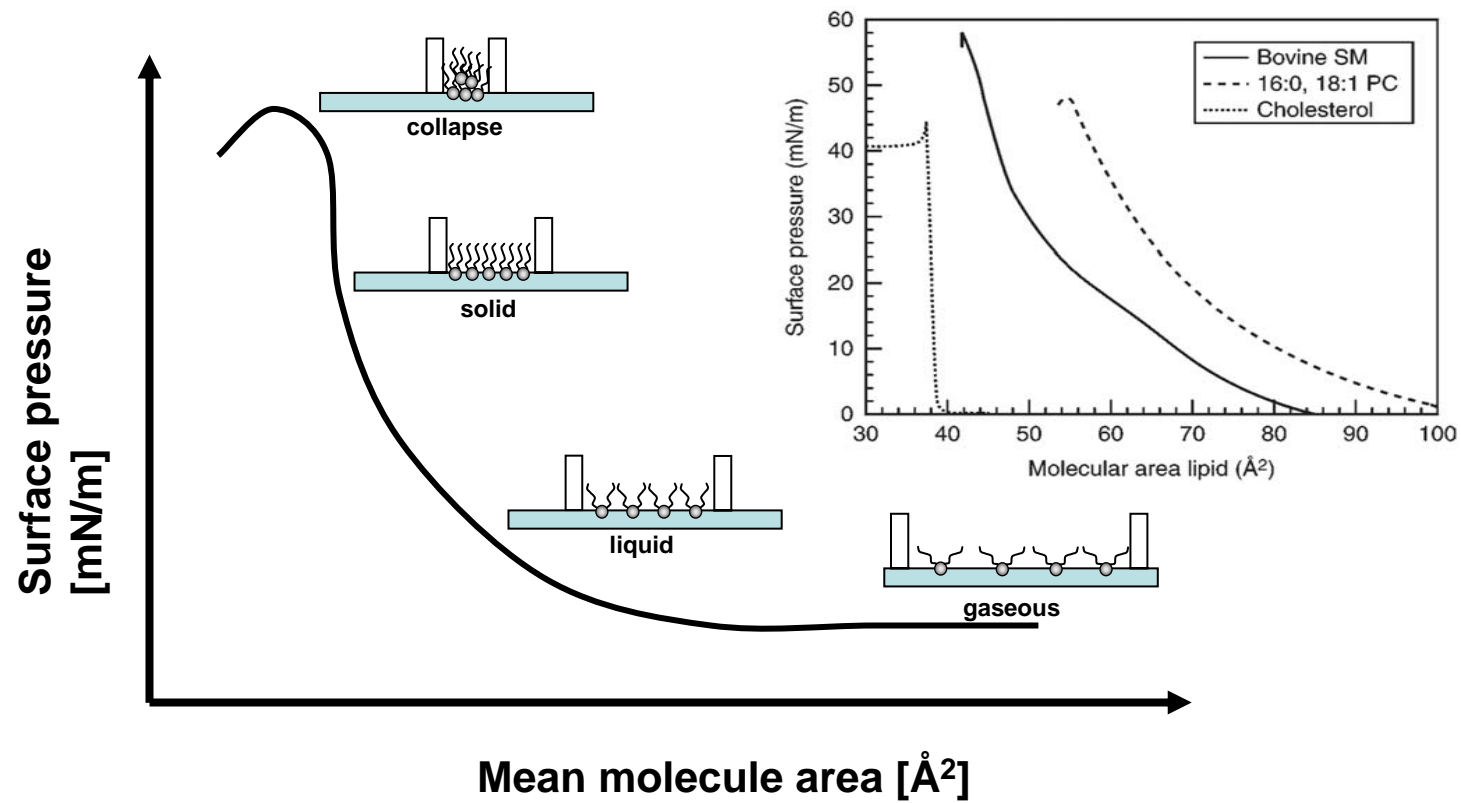 collapse
solid
liquid
gaseous
Surface pressure
[mN/m]
Mean molecule area [Å²]
60
50
40
30
20
10
0
Surface pressure (mN/m)
Bovine SM
16:0, 18:1 PC
Cholesterol
30 40 50 60 70 80 90 100
Molecular area lipid (Å²)